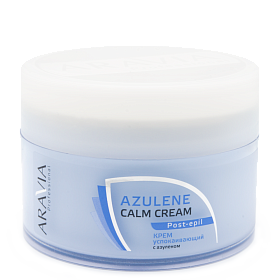 ARAVIA
Professional
AZULENE
CALM CREAM
Post-epil
КРЕМ
успокаивающий
с азуленом